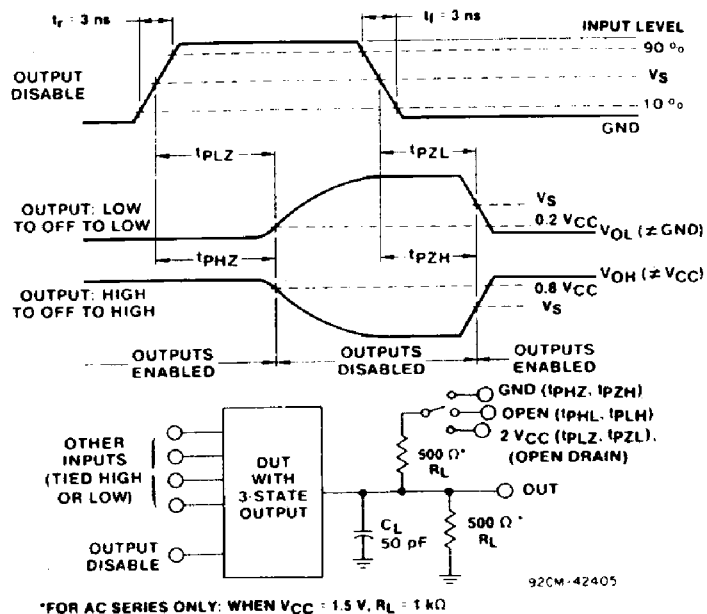 tr = 3 ns
tf = 3 ns
INPUT LEVEL
90 %
OUTPUT
DISABLE
VS
10 %
GND
tPLZ
tPZL
OUTPUT: LOW
TO OFF TO LOW
VS
0.2 VCC
VOL (≠ GND)
tPHZ
tPZH
VOH (≠ VCC)
OUTPUT: HIGH
TO OFF TO HIGH
0.8 VCC
VS
OUTPUTS
ENABLED
OUTPUTS
DISABLED
OUTPUTS
ENABLED
GND (tPHZ, tPZH)
OPEN (tPHL, tPLH)
2 VCC (tPLZ, tPZL),
(OPEN DRAIN)
OTHER
INPUTS
(TIED HIGH
OR LOW)
DUT
WITH
3-STATE
OUTPUT
500 Ω*
RL
OUT
OUTPUT
DISABLE
CL
50 pF
500 Ω*
RL
92CM-42405
*FOR AC SERIES ONLY: WHEN VCC = 1.5 V, RL = 1 kΩ